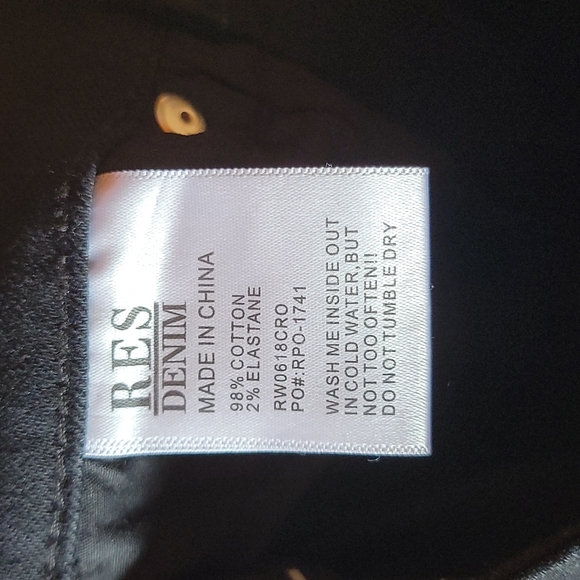 RES
DENIM
MADE IN CHINA
98% COTTON
2% ELASTANE
RW0618CRO
PO#:RPO-1741
WASH ME INSIDE OUT
IN COLD WATER,BUT
NOT TOO OFTEN!!
DO NOT TUMBLE DRY